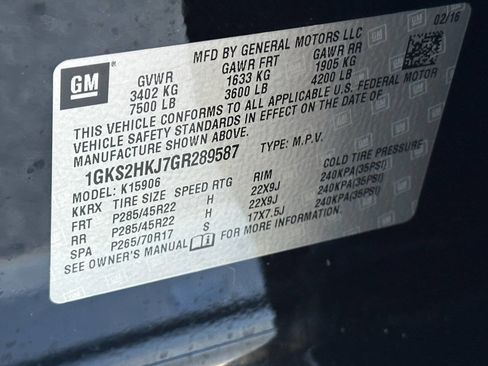 MFD BY GENERAL MOTORS LLC 02/16
GM GVWR GAWR FRT GAWR RR
3402 KG 1633 KG 1905 KG
7500 LB 3600 LB 4200 LB
THIS VEHICLE CONFORMS TO ALL APPLICABLE U.S. FEDERAL MOTOR
VEHICLE SAFETY STANDARDS IN EFFECT ON THE DATE OF
MANUFACTURE SHOWN ABOVE.
1GKS2HKJ7GR289587 TYPE: M.P.V.
MODEL: K15906
KKRX TIRE SIZE SPEED RTG RIM COLD TIRE PRESSURE
FRT P285/45R22 H 22X9J 240KPA(35PSI)
RR P285/45R22 H 22X9J 240KPA(35PSI)
SPA P265/70R17 S 17X7.5J 240KPA(35PSI)
SEE OWNER'S MANUAL FOR MORE INFORMATION.